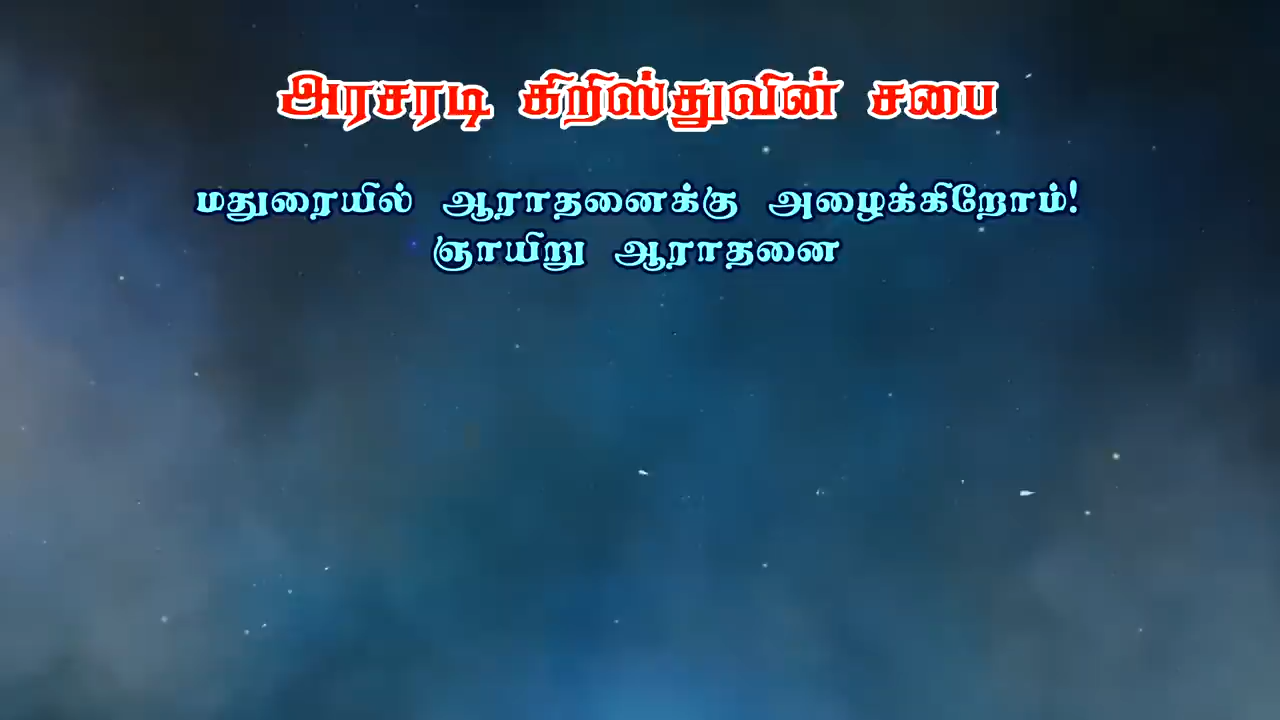 அரசரடி கிறிஸ்துவின் சபை
மதுரையில் ஆராதனைக்கு அழைக்கிறோம்!
ஞாயிறு ஆராதனை